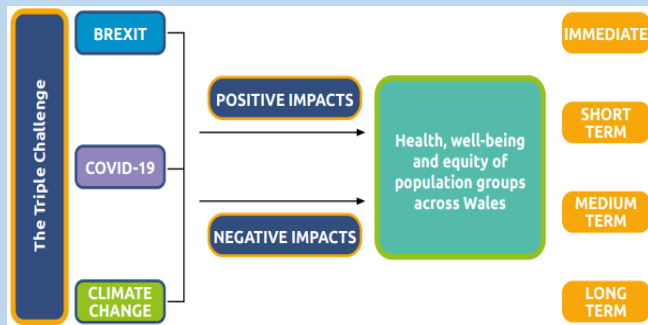 The Triple Challenge
BREXIT
COVID-19
CLIMATE
CHANGE
POSITIVE IMPACTS
NEGATIVE IMPACTS
Health, well-being
and equity of
population groups
across Wales
IMMEDIATE
SHORT
TERM
MEDIUM
TERM
LONG
TERM